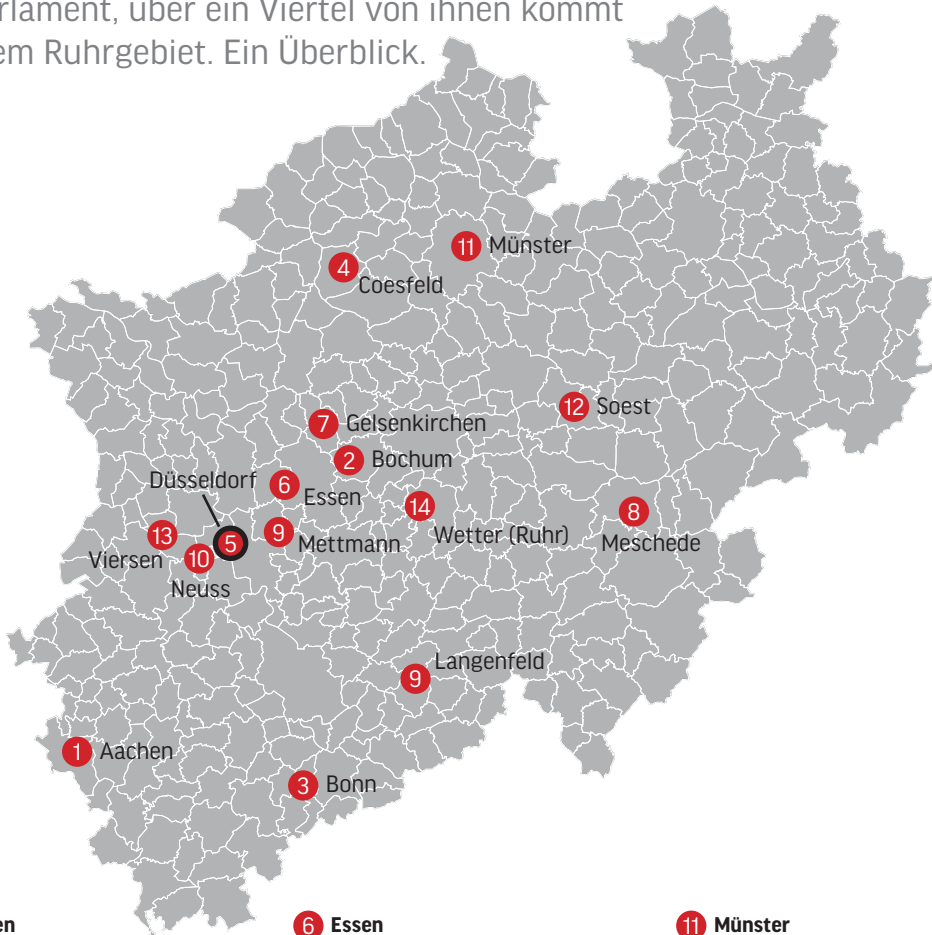 rlament, über ein Viertel von ihnen kommt
em Ruhrgebiet. Ein Überblick.
11 Münster
4 Coesfeld
12 Soest
7 Gelsenkirchen
2 Bochum
Düsseldorf
6 Essen
14 Wetter (Ruhr)
8 Meschede
13 Viersen
5
9 Mettmann
10 Neuss
Langenfeld
9
1 Aachen
3 Bonn
en
6 Essen
11 Münster